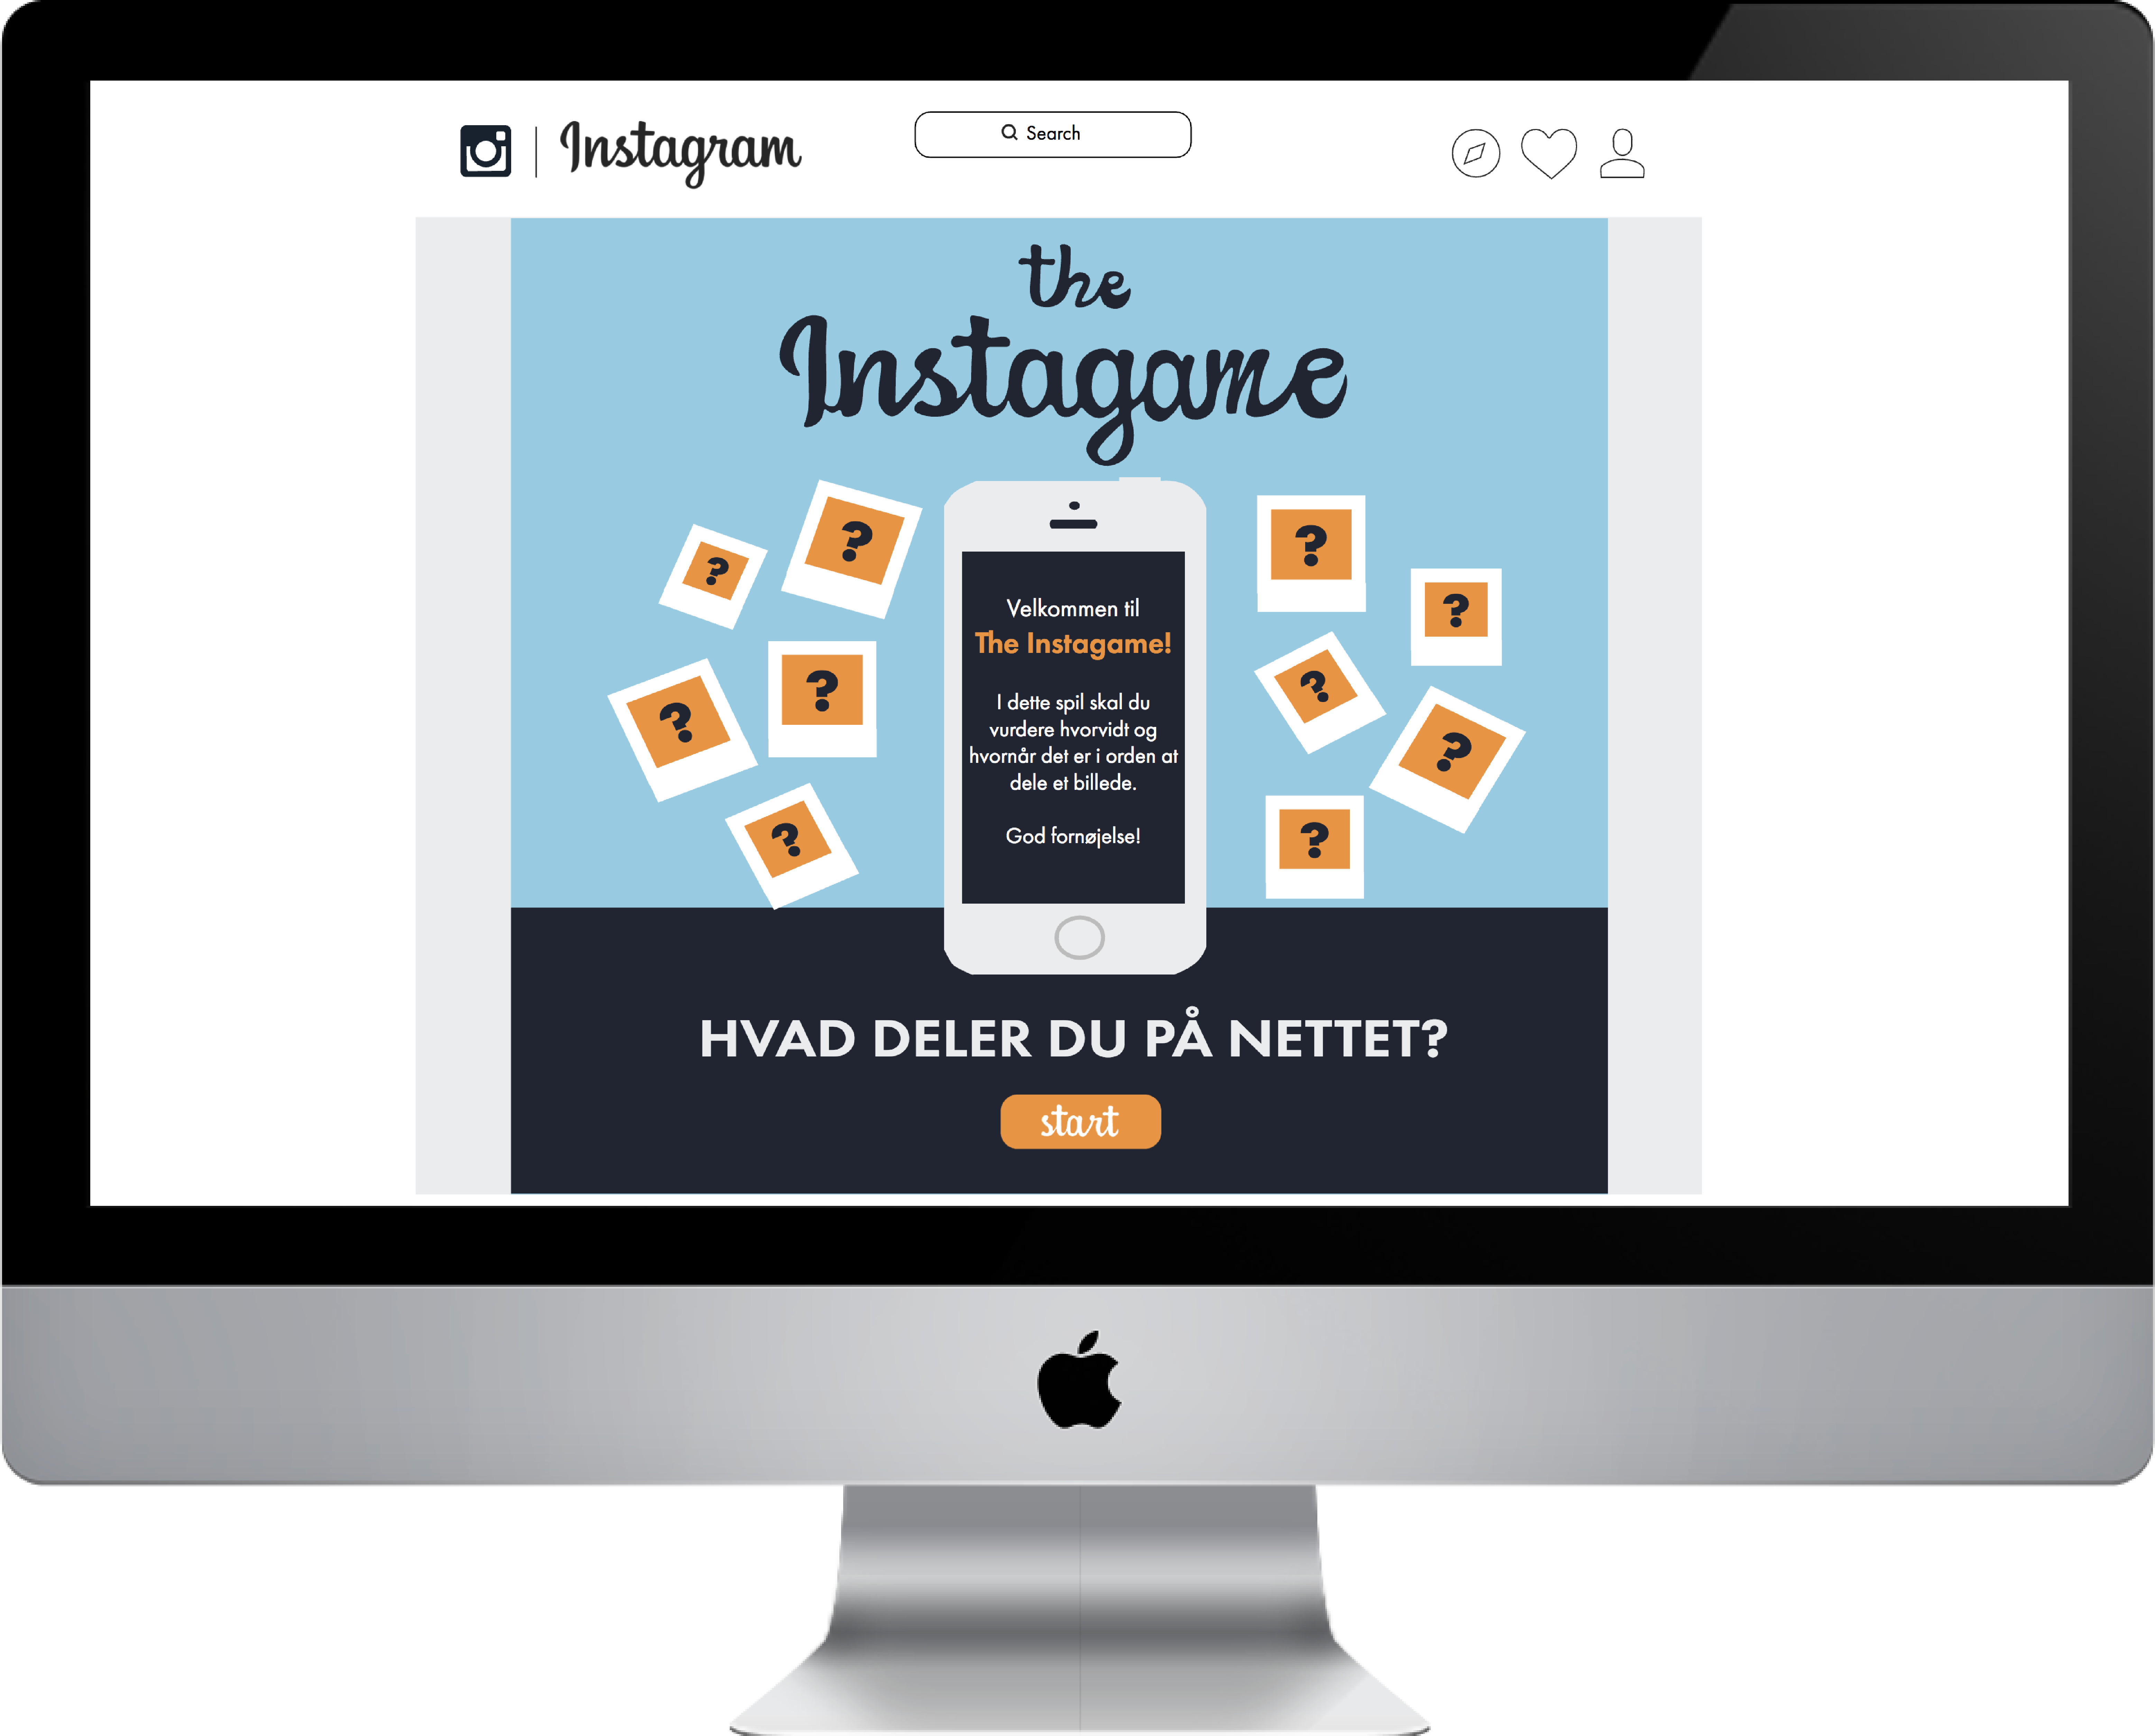 Instagram
Search
the
Instagame
?
?
?
?
?
?
?
?
?
?
Velkommen til
The Instagame!
I dette spil skal du
vurdere hvorvidt og
hvornår det er i orden at
dele et billede.
God fornøjelse!
HVAD DELER DU PÅ NETTET?
start